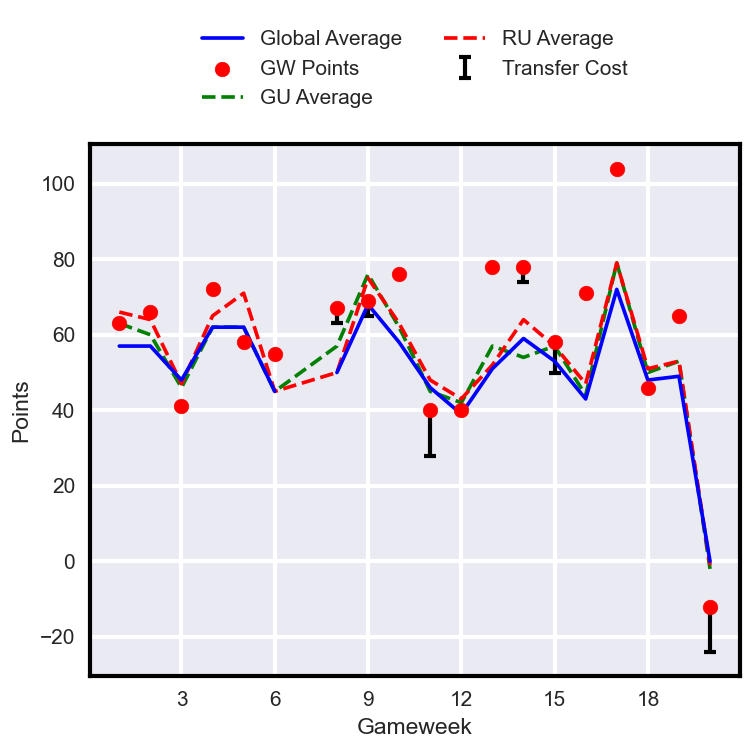 Global Average
GW Points
GU Average
RU Average
Transfer Cost
Points
100
80
60
40
20
0
−20
3 6 9 12 15 18
Gameweek